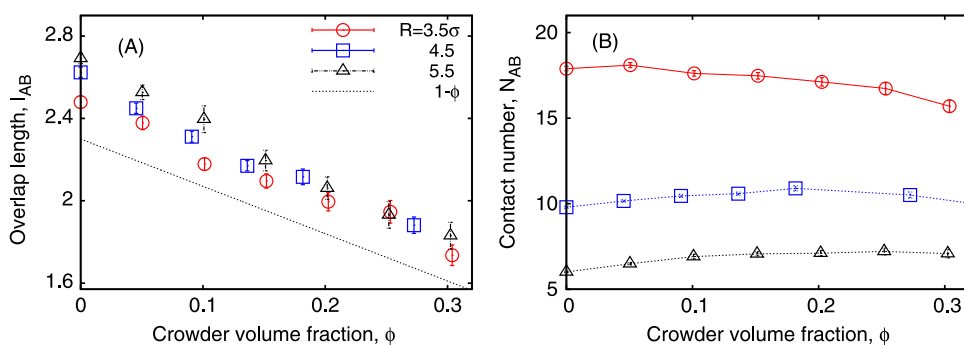 (A)
R=3.5σ
4.5
5.5
1-ϕ
2.8
2.4
2
1.6
0
0.1
0.2
0.3
Overlap length, l_AB
Crowder volume fraction, ϕ
(B)
20
15
10
5
0
0.1
0.2
0.3
Contact number, N_AB
Crowder volume fraction, ϕ